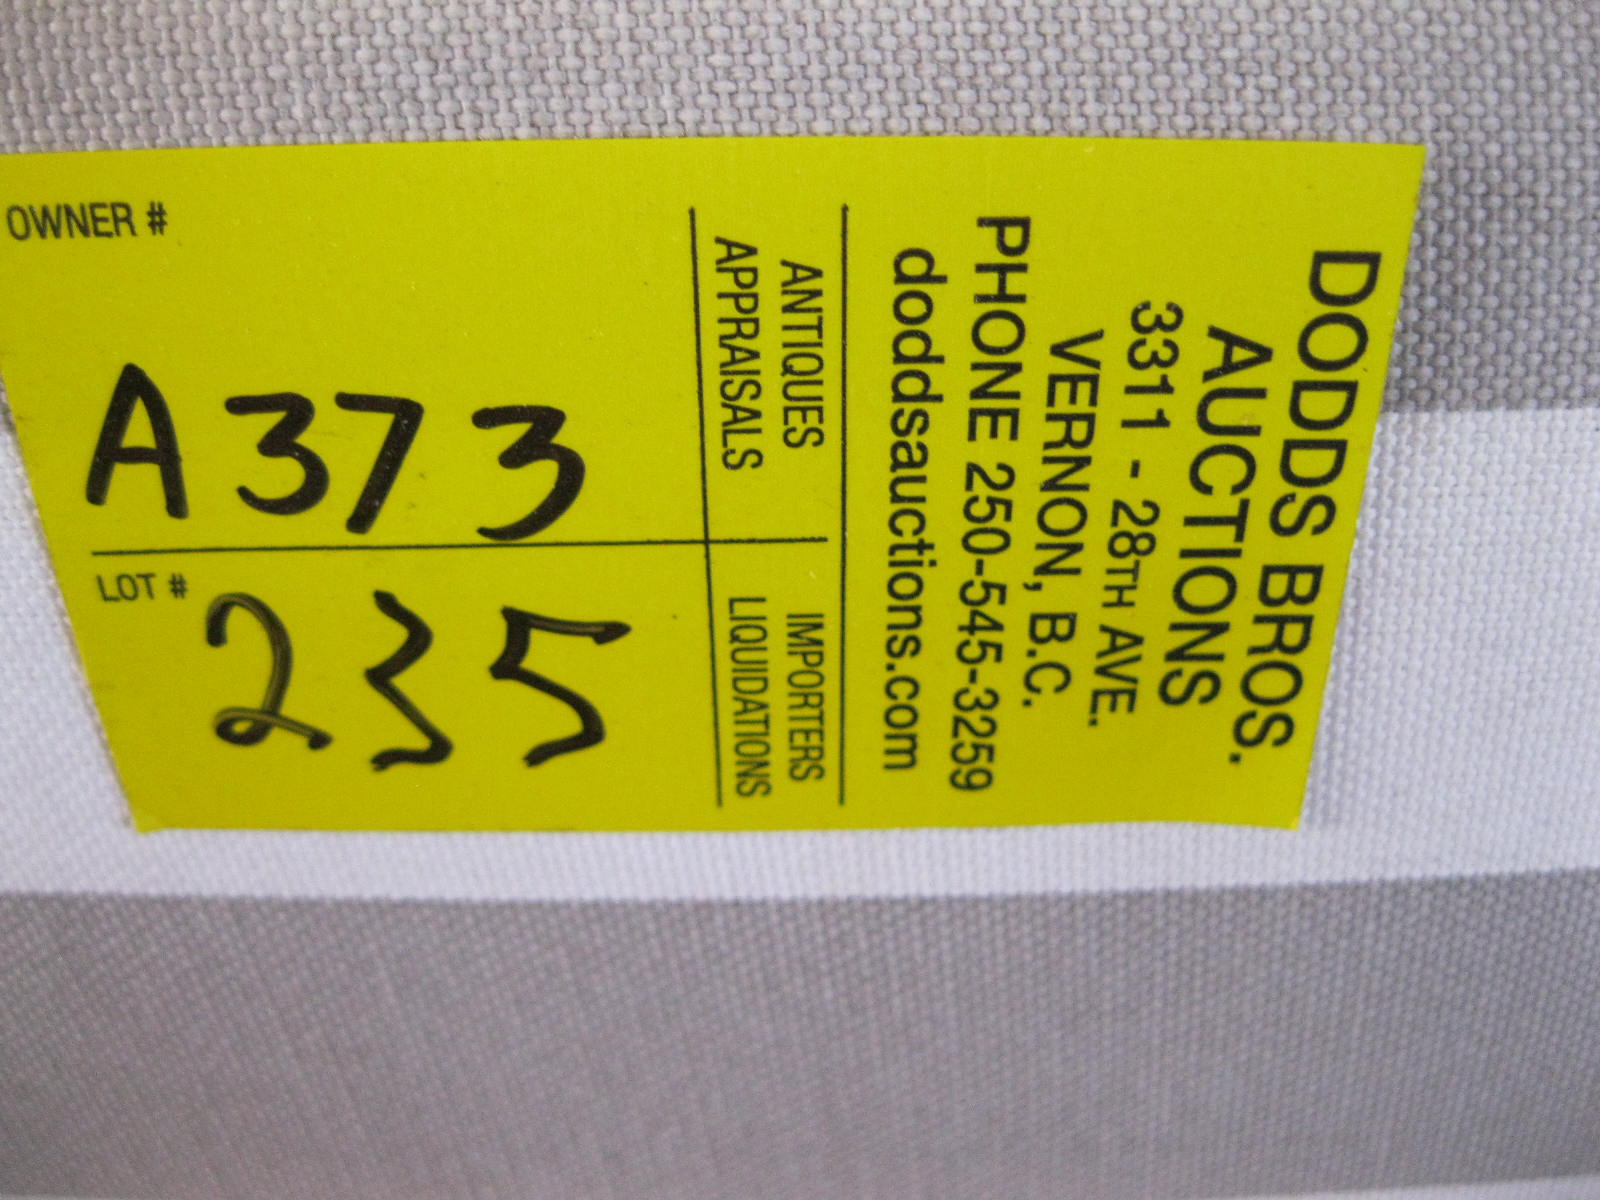 DODDS BROS.
AUCTIONS
3311 - 28TH AVE.
VERNON, B.C.
PHONE 250-545-3259
doddsauctions.com
ANTIQUES
APPRAISALS
IMPORTERS
LIQUIDATIONS
OWNER #
A373
LOT #
235